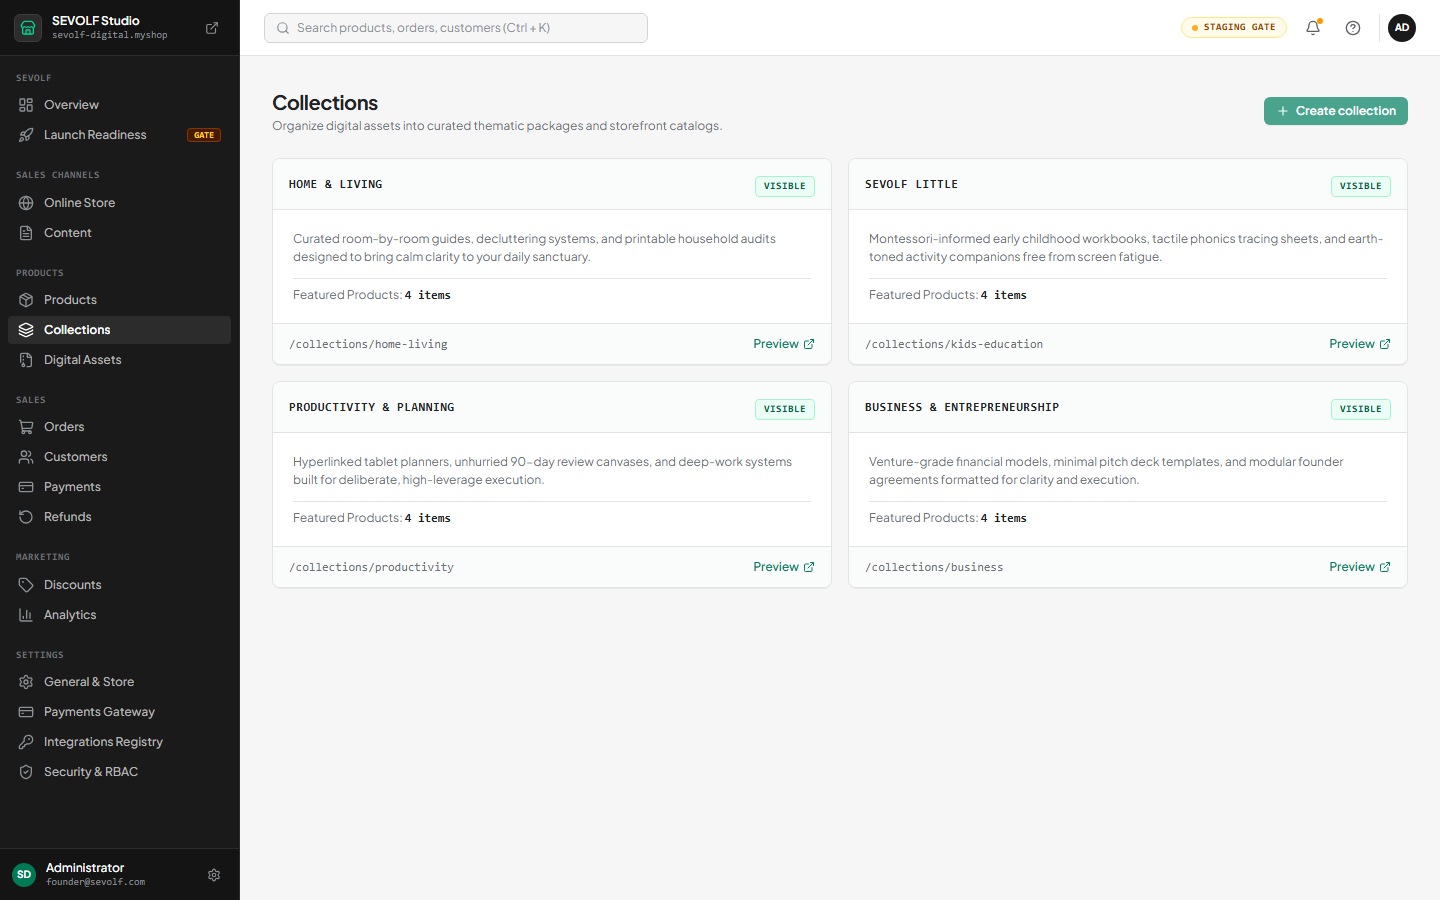 SEVOLF Studio
sevolf-digital.myshop
SEVOLF
Overview
Launch Readiness GATE
SALES CHANNELS
Online Store
Content
PRODUCTS
Products
Collections
Digital Assets
SALES
Orders
Customers
Payments
Refunds
MARKETING
Discounts
Analytics
SETTINGS
General & Store
Payments Gateway
Integrations Registry
Security & RBAC
SD
Administrator
founder@sevolf.com
Search products, orders, customers (Ctrl + K)
STAGING GATE
AD
Collections
Organize digital assets into curated thematic packages and storefront catalogs.
Create collection
HOME & LIVING VISIBLE
Curated room-by-room guides, decluttering systems, and printable household audits
designed to bring calm clarity to your daily sanctuary.
Featured Products: 4 items
/collections/home-living Preview
SEVOLF LITTLE VISIBLE
Montessori-informed early childhood workbooks, tactile phonics tracing sheets, and earth-
toned activity companions free from screen fatigue.
Featured Products: 4 items
/collections/kids-education Preview
PRODUCTIVITY & PLANNING VISIBLE
Hyperlinked tablet planners, unhurried 90-day review canvases, and deep-work systems
built for deliberate, high-leverage execution.
Featured Products: 4 items
/collections/productivity Preview
BUSINESS & ENTREPRENEURSHIP VISIBLE
Venture-grade financial models, minimal pitch deck templates, and modular founder
agreements formatted for clarity and execution.
Featured Products: 4 items
/collections/business Preview